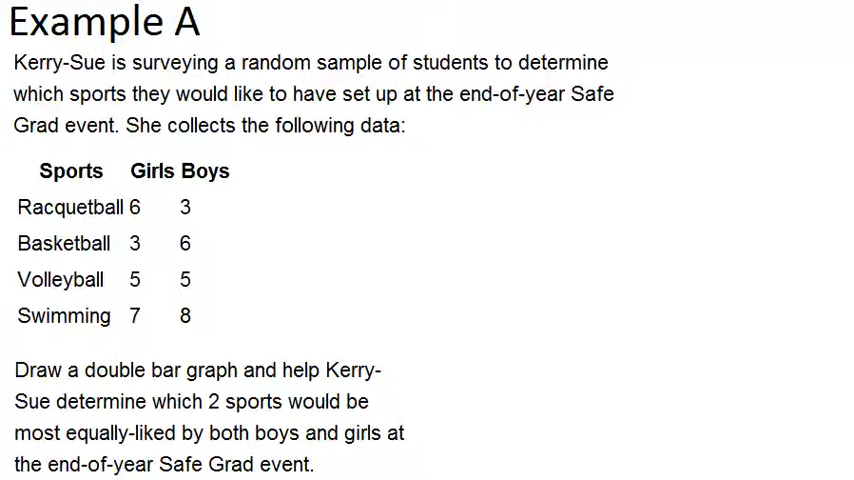 Example A
Kerry-Sue is surveying a random sample of students to determine
which sports they would like to have set up at the end-of-year Safe
Grad event. She collects the following data:
Sports Girls Boys
Racquetball 6 3
Basketball 3 6
Volleyball 5 5
Swimming 7 8
Draw a double bar graph and help Kerry-
Sue determine which 2 sports would be
most equally-liked by both boys and girls at
the end-of-year Safe Grad event.